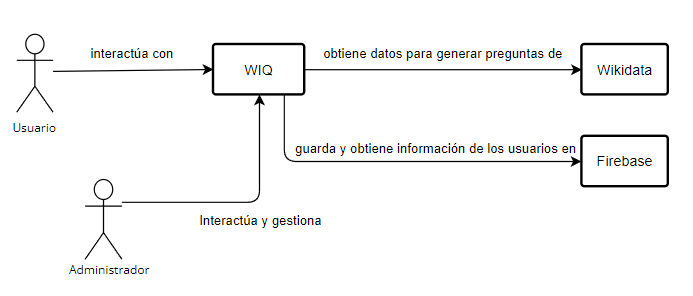 interactúa con
obtiene datos para generar preguntas de
WIQ
Wikidata
Usuario
guarda y obtiene información de los usuarios en
Firebase
Interactúa y gestiona
Administrador